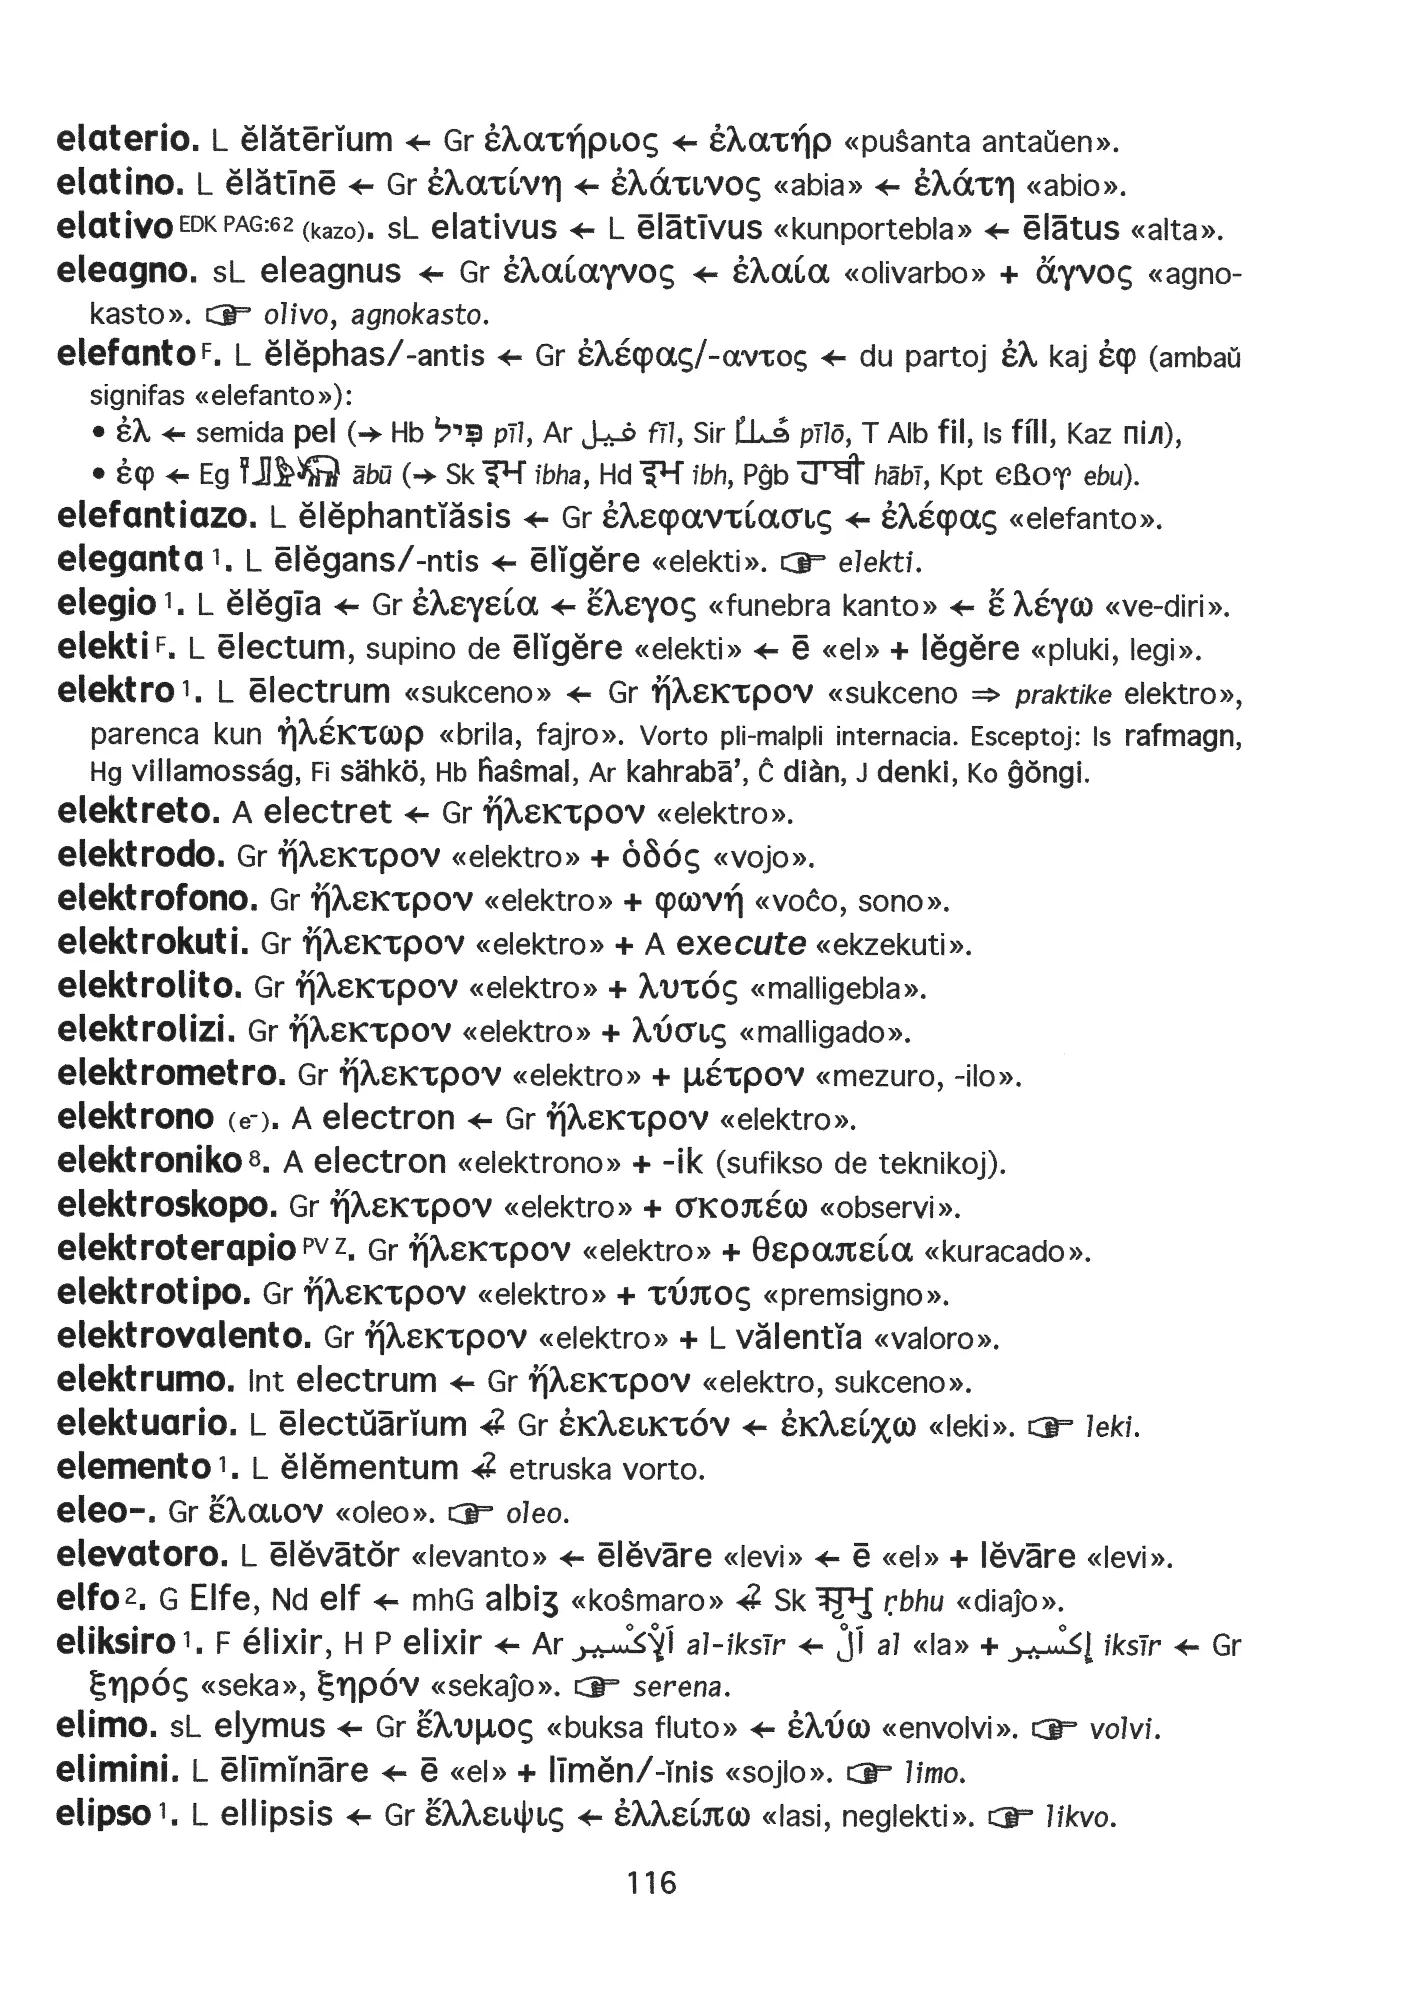 elaterio. L ĕlătērĭum ← Gr ἐλατήριος ← ἐλατήρ «puŝanta antaŭen».
elatino. L ĕlătīnē ← Gr ἐλατίνη ← ἐλάτινος «abia» ← ἐλάτη «abio».
elativo EDK PAG:62 (kazo). sL elativus ← L ēlātīvus «kunportebla» ← ēlātus «alta».
eleagno. sL eleagnus ← Gr ἐλαίαγνος ← ἐλαία «olivarbo» + ἄγνος «agno-
kasto». ☞ olivo, agnokasto.
elefanto F. L ĕlĕphas/-antis ← Gr ἐλέφας/-αντος ← du partoj ἐλ kaj ἐφ (ambaŭ
signifas «elefanto»):
• ἐλ ← semida pel (→ Hb פִּיל pīl, Ar فيل fīl, Sir pīlō, T Alb fil, Is fíll, Kaz піл),
• ἐφ ← Eg ābū (→ Sk इभ ibha, Hd इभ ibh, Pĝb ਹਾਬੀ hābī, Kpt ⲉⲃⲟⲩ ebu).
elefantiazo. L ĕlĕphantĭăsis ← Gr ἐλεφαντίασις ← ἐλέφας «elefanto».
eleganta 1. L ēlĕgans/-ntis ← ēlĭgĕre «elekti». ☞ elekti.
elegio 1. L ĕlĕgīa ← Gr ἐλεγεία ← ἔλεγος «funebra kanto» ← ἒ λέγω «ve-diri».
elekti F. L ēlectum, supino de ēlĭgĕre «elekti» ← ē «el» + lĕgĕre «pluki, legi».
elektro 1. L ēlectrum «sukceno» ← Gr ἤλεκτρον «sukceno ⇒ praktike elektro»,
parenca kun ἠλέκτωρ «brila, fajro». Vorto pli-malpli internacia. Esceptoj: Is rafmagn,
Hg villamosság, Fi sähkö, Hb ĥaŝmal, Ar kahrabā’, Ĉ diàn, J denki, Ko ĝŏngi.
elektreto. A electret ← Gr ἤλεκτρον «elektro».
elektrodo. Gr ἤλεκτρον «elektro» + ὁδός «vojo».
elektrofono. Gr ἤλεκτρον «elektro» + φωνή «voĉo, sono».
elektrokuti. Gr ἤλεκτρον «elektro» + A execute «ekzekuti».
elektrolito. Gr ἤλεκτρον «elektro» + λυτός «malligebla».
elektrolizi. Gr ἤλεκτρον «elektro» + λύσις «malligado».
elektrometro. Gr ἤλεκτρον «elektro» + μέτρον «mezuro, -ilo».
elektrono (e⁻). A electron ← Gr ἤλεκτρον «elektro».
elektroniko 8. A electron «elektrono» + -ik (sufikso de teknikoj).
elektroskopo. Gr ἤλεκτρον «elektro» + σκοπέω «observi».
elektroterapio PV Z. Gr ἤλεκτρον «elektro» + θεραπεία «kuracado».
elektrotipo. Gr ἤλεκτρον «elektro» + τύπος «premsigno».
elektrovalento. Gr ἤλεκτρον «elektro» + L vălentĭa «valoro».
elektrumo. Int electrum ← Gr ἤλεκτρον «elektro, sukceno».
elektuario. L ēlectŭārĭum ←? Gr ἐκλεικτόν ← ἐκλείχω «leki». ☞ leki.
elemento 1. L ĕlĕmentum ←? etruska vorto.
eleo-. Gr ἔλαιον «oleo». ☞ oleo.
elevatoro. L ēlĕvātŏr «levanto» ← ēlĕvāre «levi» ← ē «el» + lĕvāre «levi».
elfo 2. G Elfe, Nd elf ← mhG albiʒ «koŝmaro» ←? Sk ऋभु ṛbhu «diaĵo».
eliksiro 1. F élixir, H P elixir ← Ar اَلْإِكْسير al-iksīr ← اَلْ al «la» + إكسير iksīr ← Gr
ξηρός «seka», ξηρόν «sekaĵo». ☞ serena.
elimo. sL elymus ← Gr ἔλυμος «buksa fluto» ← ἐλύω «envolvi». ☞ volvi.
elimini. L ēlīmĭnāre ← ē «el» + līmĕn/-ĭnis «sojlo». ☞ limo.
elipso 1. L ellipsis ← Gr ἔλλειψις ← ἐλλείπω «lasi, neglekti». ☞ likvo.
116